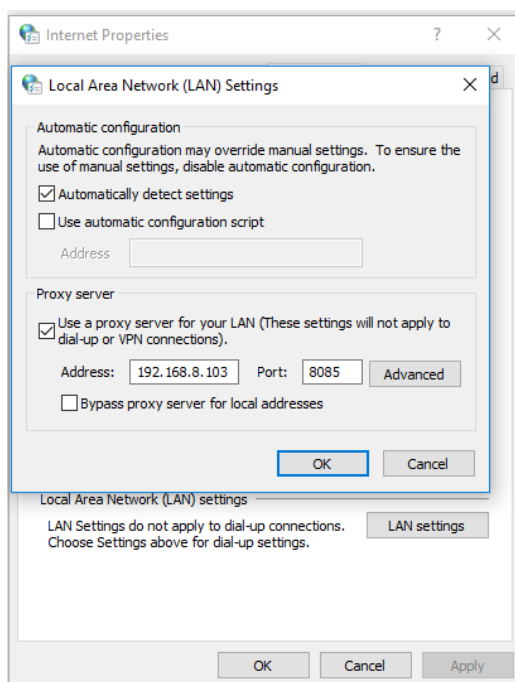 Internet Properties
?
Local Area Network (LAN) Settings
d
Automatic configuration
Automatic configuration may override manual settings. To ensure the
use of manual settings, disable automatic configuration.
Automatically detect settings
Use automatic configuration script
Address
Proxy server
Use a proxy server for your LAN (These settings will not apply to
dial-up or VPN connections).
Address: 192.168.8.103 Port: 8085 Advanced
Bypass proxy server for local addresses
OK Cancel
Local Area Network (LAN) settings
LAN Settings do not apply to dial-up connections. LAN settings
Choose Settings above for dial-up settings.
OK Cancel Apply